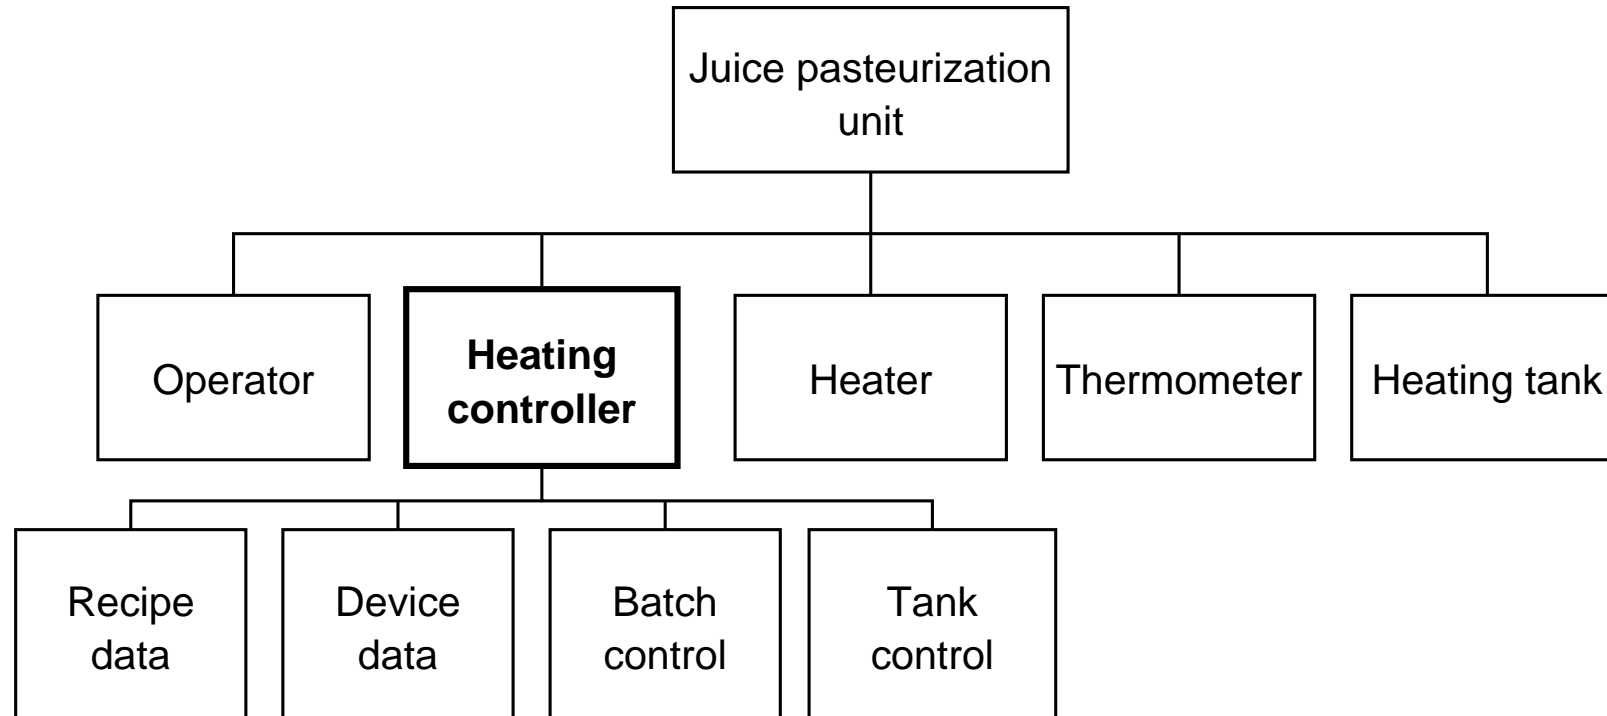 Juice pasteurization
unit
Operator
Heating
controller
Heater
Thermometer
Heating tank
Recipe
data
Device
data
Batch
control
Tank
control